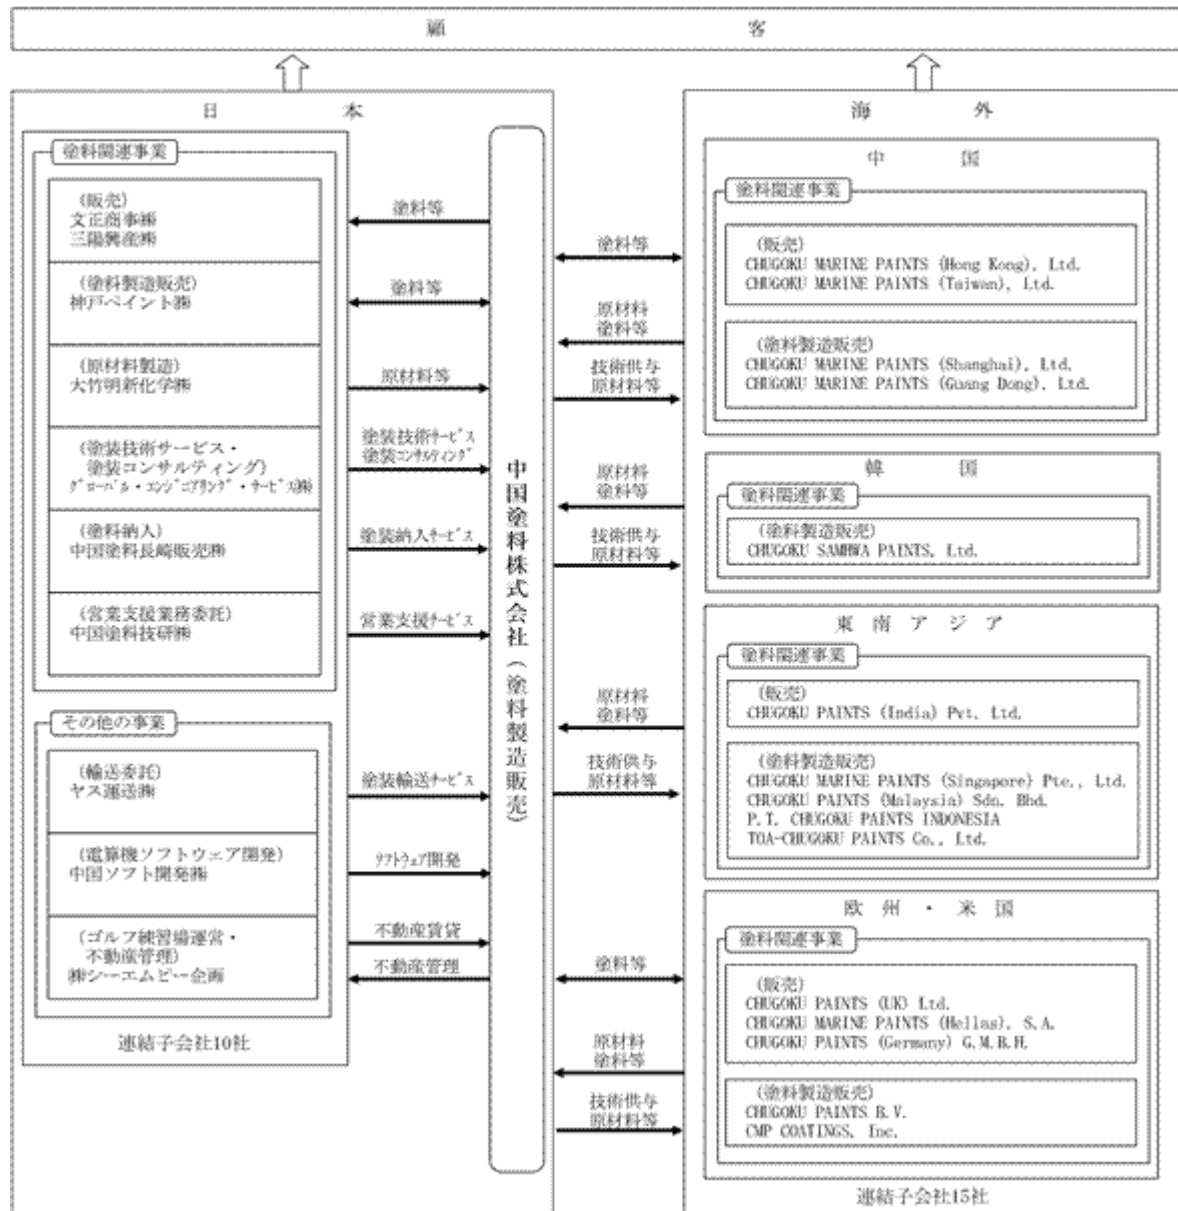 顧客
日本
塗料関連事業
(販売)
文正商事㈱
三陽興産㈱
(塗料製造販売)
神戸ペイント㈱
(原材料製造)
大竹明新化学㈱
(塗装技術サービス・
塗装コンサルティング)
グローバル・エンジニアリング・サービス㈱
(塗料納入)
中国塗料長崎販売㈱
(営業支援業務委託)
中国塗料技研㈱
その他の事業
(輸送委託)
ヤス運送㈱
(電算機ソフトウェア開発)
中国ソフト開発㈱
(ゴルフ練習場運営・
不動産管理)
㈱シーエムピー企画
連結子会社10社
塗料等
塗料等
原材料等
塗装技術サービス
塗装コンサルティング
塗装納入サービス
営業支援サービス
塗装輸送サービス
ソフトウェア開発
不動産賃貸
不動産管理
中国塗料株式会社(塗料製造販売)
塗料等
原材料
塗料等
技術供与
原材料等
原材料
塗料等
技術供与
原材料等
原材料
塗料等
技術供与
原材料等
塗料等
原材料
塗料等
技術供与
原材料等
海外
中国
塗料関連事業
(販売)
CHUGOKU MARINE PAINTS (Hong Kong), Ltd.
CHUGOKU MARINE PAINTS (Taiwan), Ltd.
(塗料製造販売)
CHUGOKU MARINE PAINTS (Shanghai), Ltd.
CHUGOKU MARINE PAINTS (Guang Dong), Ltd.
韓国
塗料関連事業
(塗料製造販売)
CHUGOKU SAMHWA PAINTS, Ltd.
東南アジア
塗料関連事業
(販売)
CHUGOKU PAINTS (India) Pvt. Ltd.
(塗料製造販売)
CHUGOKU MARINE PAINTS (Singapore) Pte., Ltd.
CHUGOKU PAINTS (Malaysia) Sdn. Bhd.
P.T. CHUGOKU PAINTS INDONESIA
TOA-CHUGOKU PAINTS Co., Ltd.
欧州・米国
塗料関連事業
(販売)
CHUGOKU PAINTS (UK) Ltd.
CHUGOKU MARINE PAINTS (Hellas), S.A.
CHUGOKU PAINTS (Germany) G.M.B.H.
(塗料製造販売)
CHUGOKU PAINTS B.V.
CMP COATINGS, Inc.
連結子会社15社